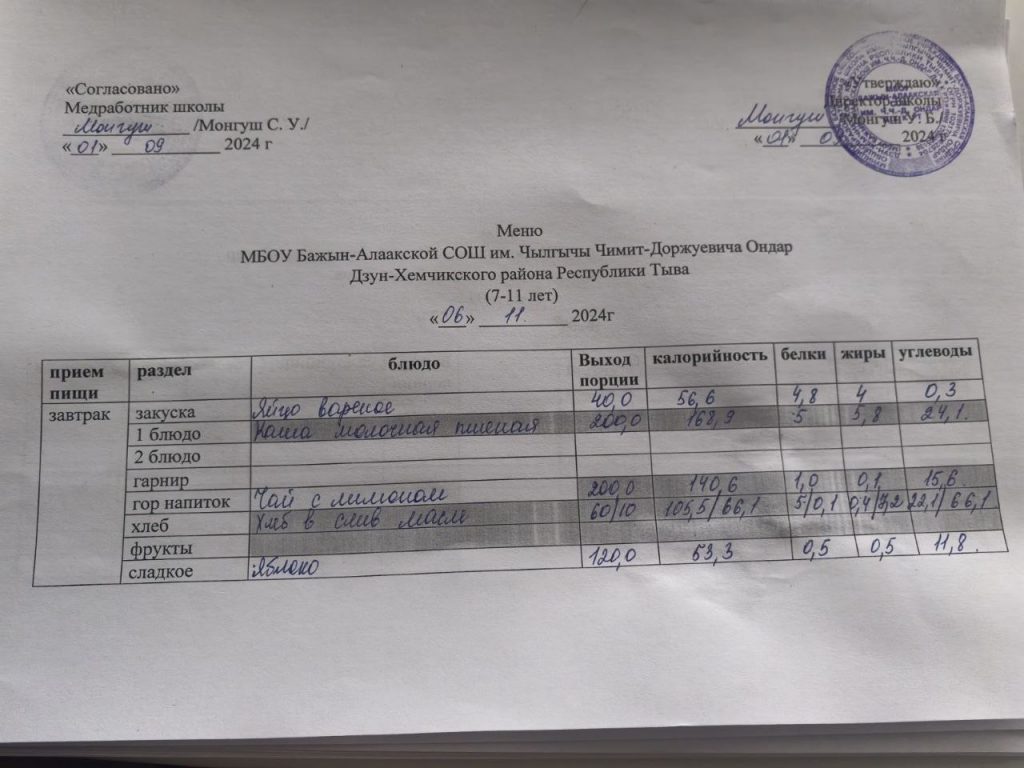 «Согласовано»
Медработник школы
Монгуш /Монгуш С. У./
«01» 09 2024 г
«Утверждаю»
Директор школы
Монгуш /Монгуш У. Б./
«01» 09 2024 г
Меню
МБОУ Бажын-Алаакской СОШ им. Чылгычы Чимит-Доржуевича Ондар
Дзун-Хемчикского района Республики Тыва
(7-11 лет)
«06» 11. 2024г
прием пищи раздел блюдо Выход порции калорийность белки жиры углеводы
завтрак закуска Яйцо вареное 40,0 56,6 4,8 4 0,3
1 блюдо Каша молочная пшеная 200,0 168,9 5 5,8 24,1.
2 блюдо
гарнир
гор напиток Чай с лимоном 200,0 140,6 1,0 0,1 15,6
хлеб Хлеб в слив масле 60/10 105,5/66,1 5/0,1 0,4/7,2 22,1/66,1
фрукты
сладкое Яблоко 120,0 53,3 0,5 0,5 11,8.